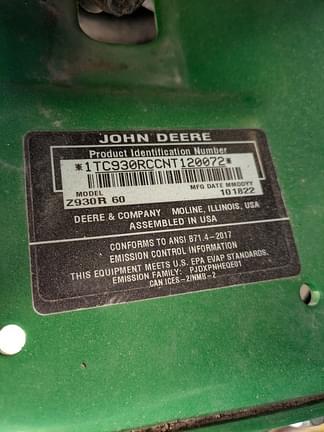 JOHN DEERE
Product Identification Number
*1TC930RCCNT120072*
MODEL MFG DATE MMDDYY
Z930R 60 101822
DEERE & COMPANY MOLINE, ILLINOIS, USA
ASSEMBLED IN USA
CONFORMS TO ANSI B71.4-2017
EMISSION CONTROL INFORMATION
THIS EQUIPMENT MEETS U.S. EPA EVAP STANDARDS.
EMISSION FAMILY: PJDXPNHEQE01
CAN ICES-2/NMB-2